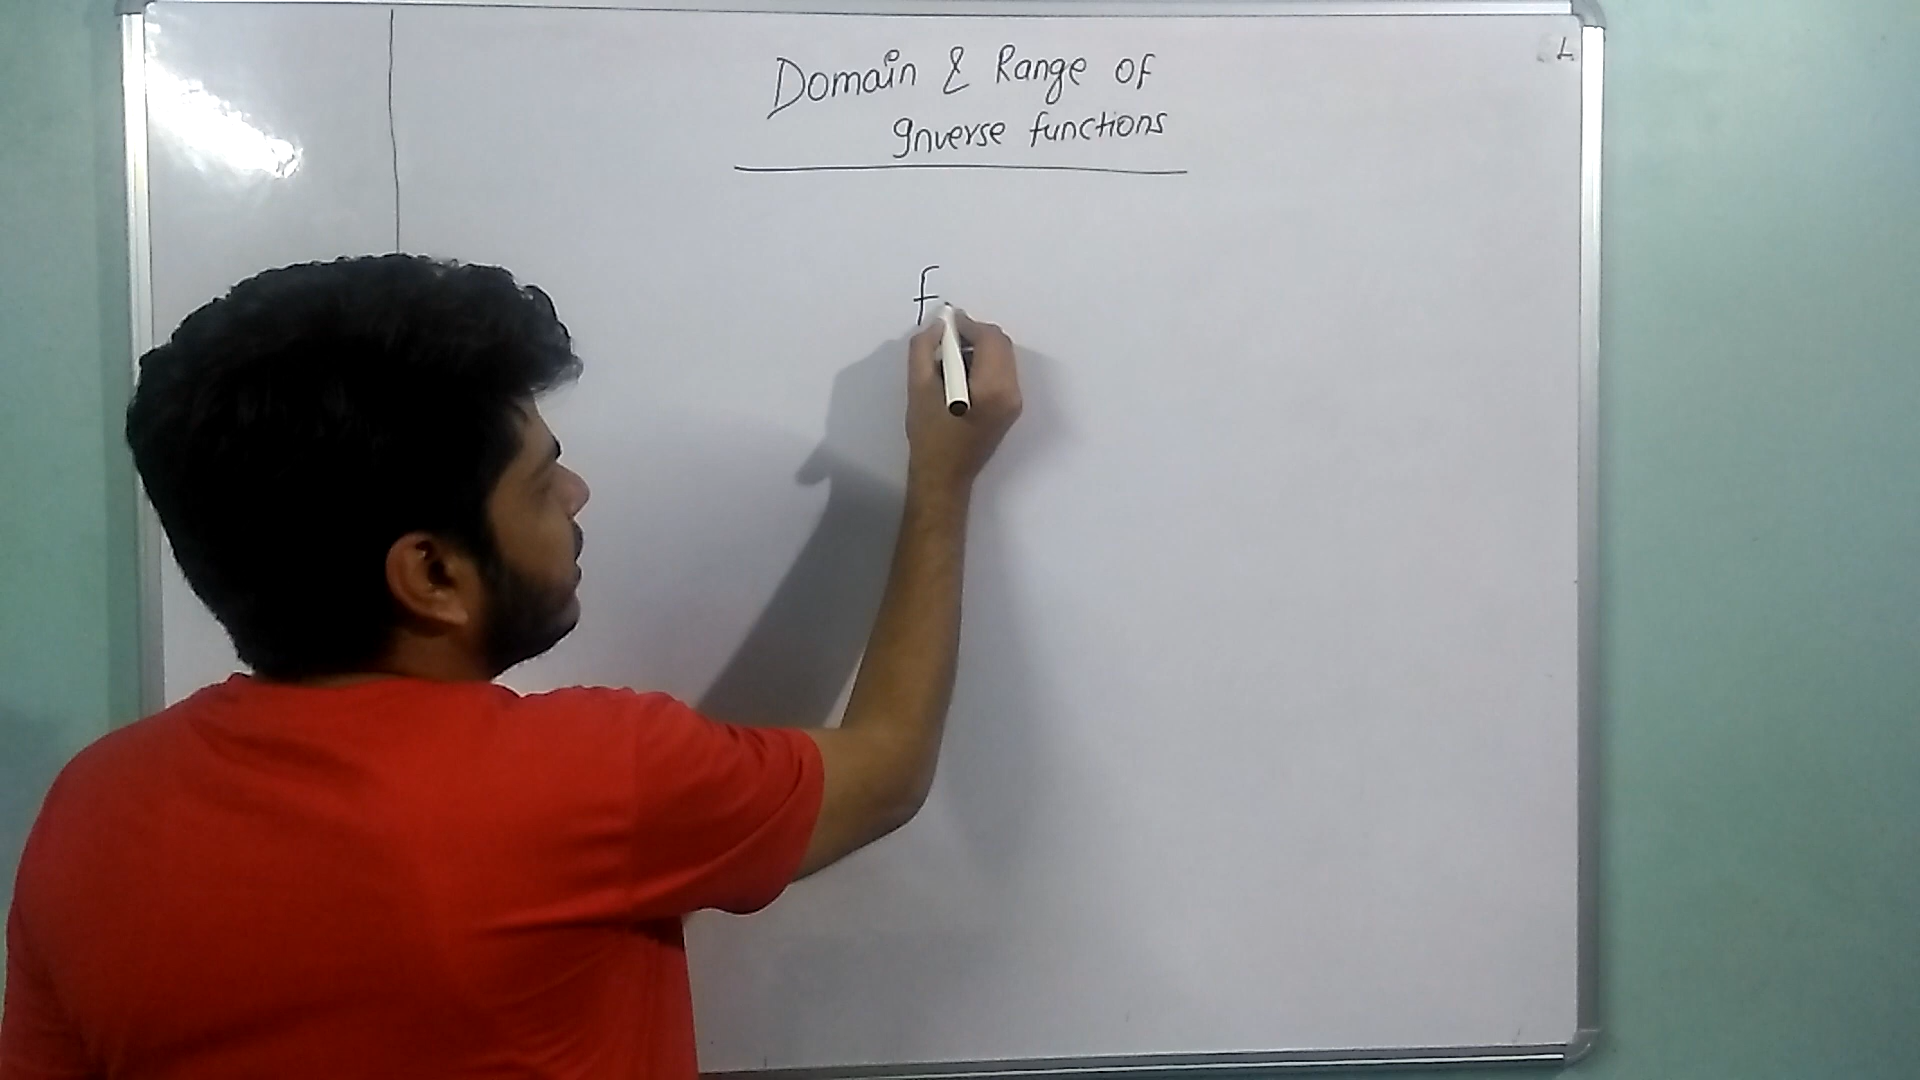 Domain & Range of
Inverse functions
f